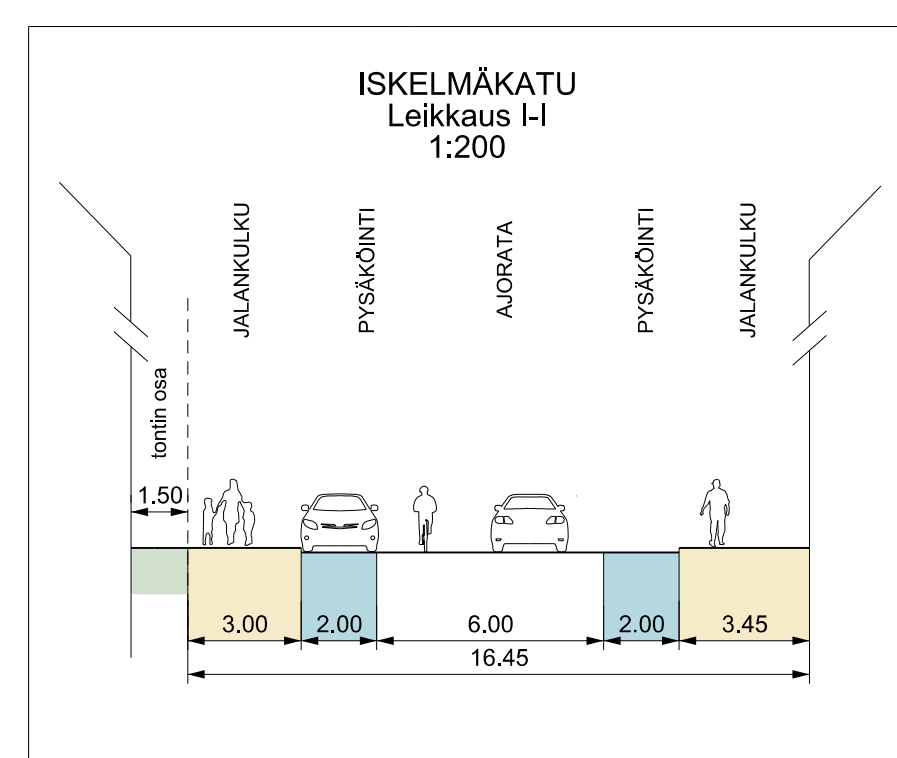 ISKELMÄKATU
Leikkaus I-I
1:200
JALANKULKU
PYSÄKÖINTI
AJORATA
PYSÄKÖINTI
JALANKULKU
tontin osa
1.50
3.00
2.00
6.00
2.00
3.45
16.45